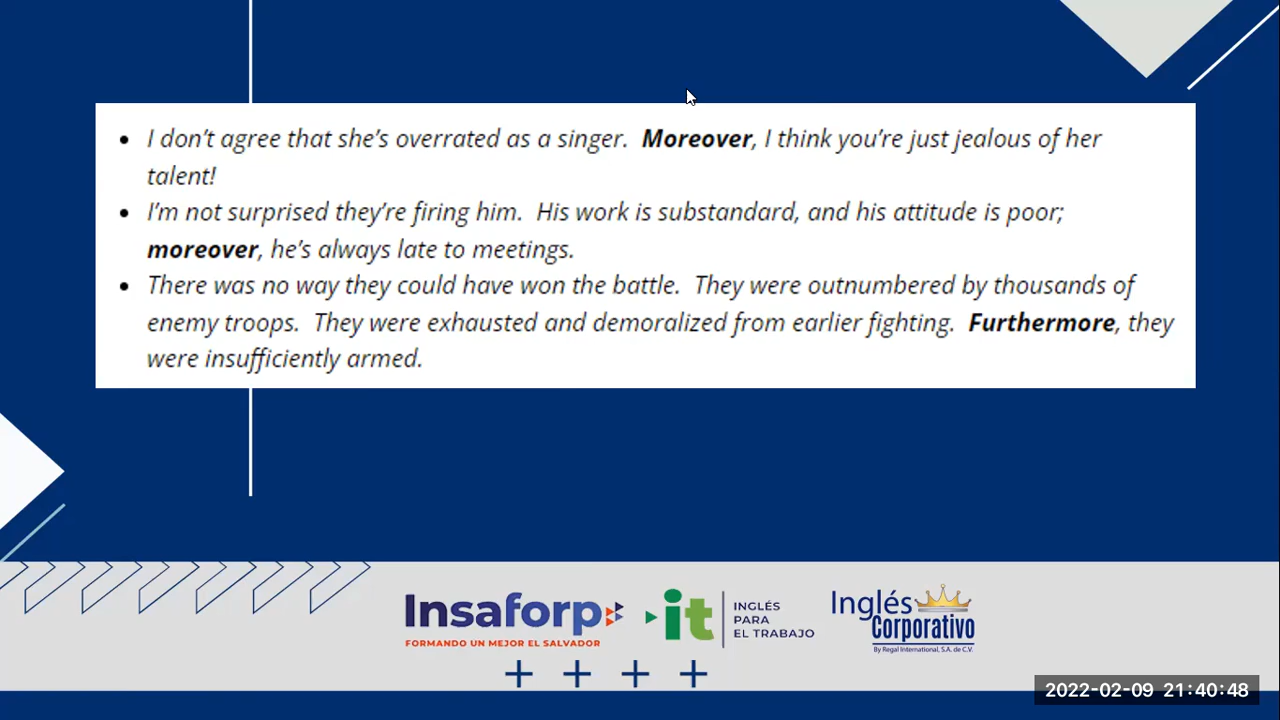 I don't agree that she's overrated as a singer.  Moreover, I think you're just jealous of her
talent!
I'm not surprised they're firing him.  His work is substandard, and his attitude is poor;
moreover, he's always late to meetings.
There was no way they could have won the battle.  They were outnumbered by thousands of
enemy troops.  They were exhausted and demoralized from earlier fighting.  Furthermore, they
were insufficiently armed.
Insaforp
FORMANDO UN MEJOR EL SALVADOR
it
INGLÉS
PARA
EL TRABAJO
Inglés
Corporativo
By Regal International, S.A. de C.V.
2022-02-09 21:40:48